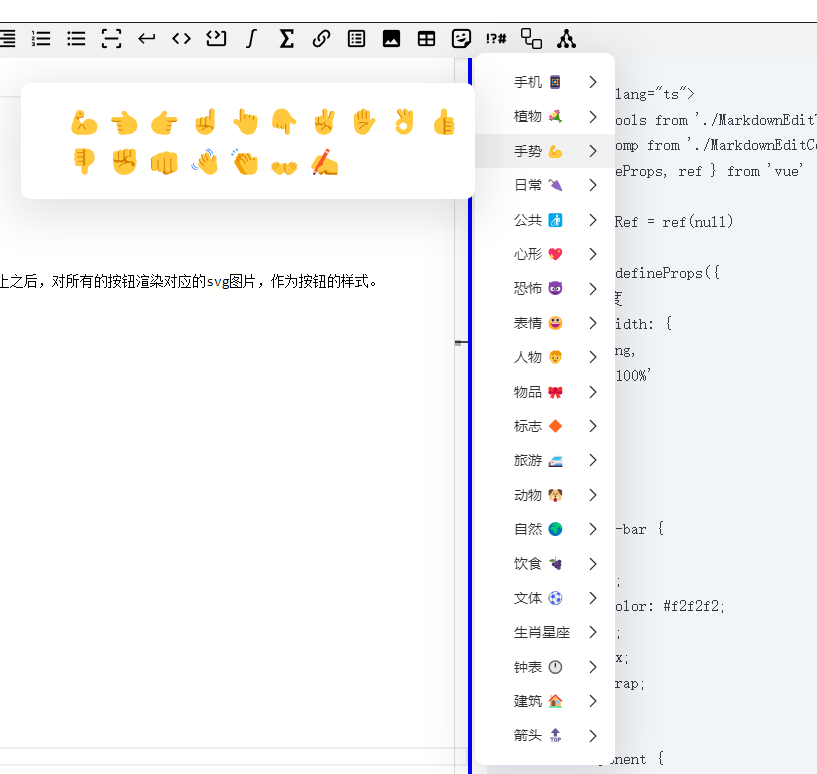 !?#
lang="ts">
手机
ools from './MarkdownEditT
植物
omp from './MarkdownEditCo
手势
eProps, ref } from 'vue'
日常
公共
Ref = ref(null)
心形
上之后，对所有的按钮渲染对应的svg图片，作为按钮的样式。
defineProps({
恐怖
度
表情
idth: {
人物
ng,
100%'
物品
标志
旅游
动物
自然
-bar {
饮食
;
文体
olor: #f2f2f2;
生肖星座
;
钟表
x;
建筑
rap;
箭头
TOP
onent {